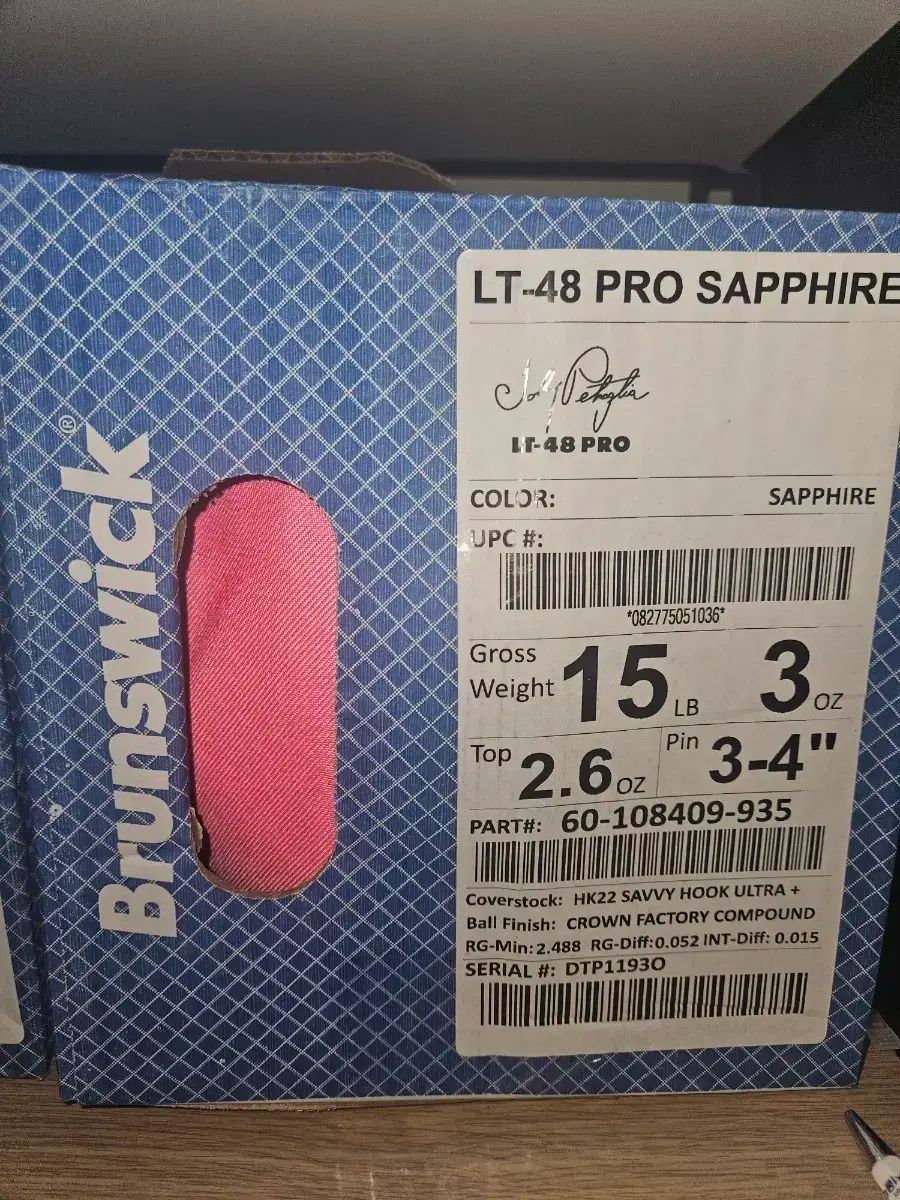 Brunswick®
LT-48 PRO SAPPHIRE
LT-48 PRO
COLOR: SAPPHIRE
UPC #:
*082775051036*
Gross Weight 15 LB 3 OZ
Top 2.6 OZ Pin 3-4"
PART#: 60-108409-935
Coverstock: HK22 SAVVY HOOK ULTRA +
Ball Finish: CROWN FACTORY COMPOUND
RG-Min: 2.488 RG-Diff: 0.052 INT-Diff: 0.015
SERIAL #: DTP1193O